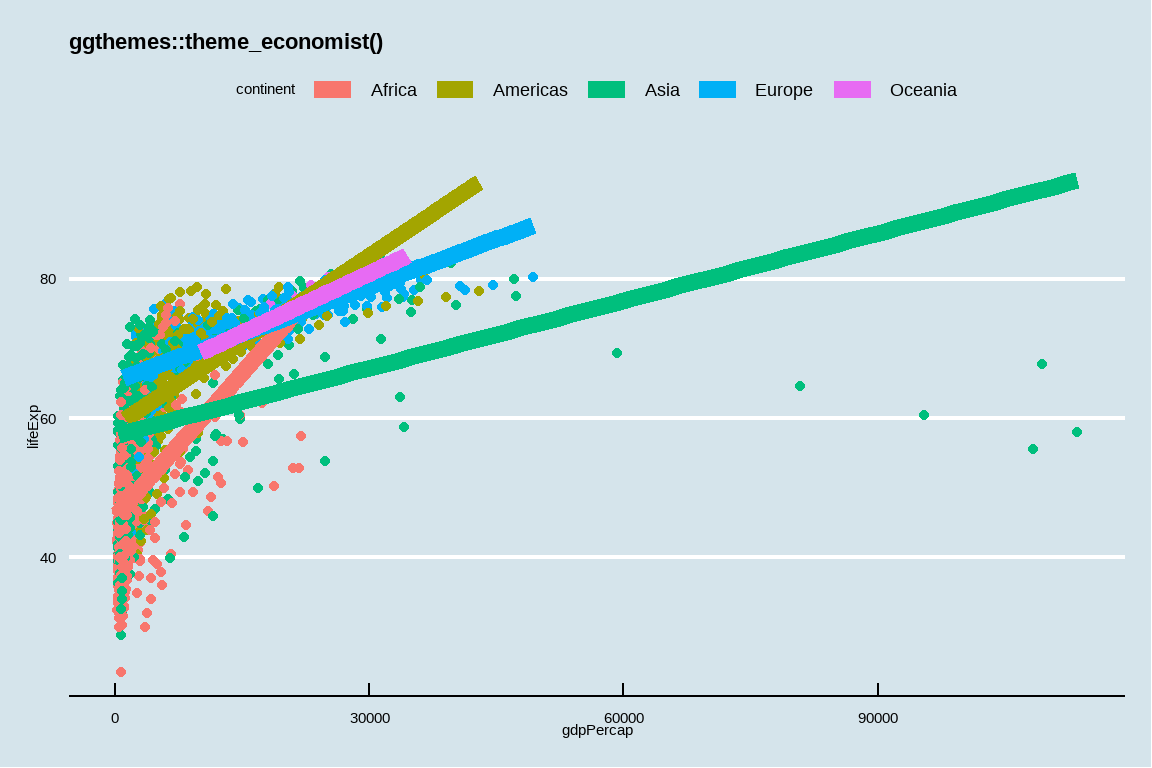 ggthemes::theme_economist()
continent Africa Americas Asia Europe Oceania
80
lifeExp
60
40
0 30000 60000 90000
gdpPercap